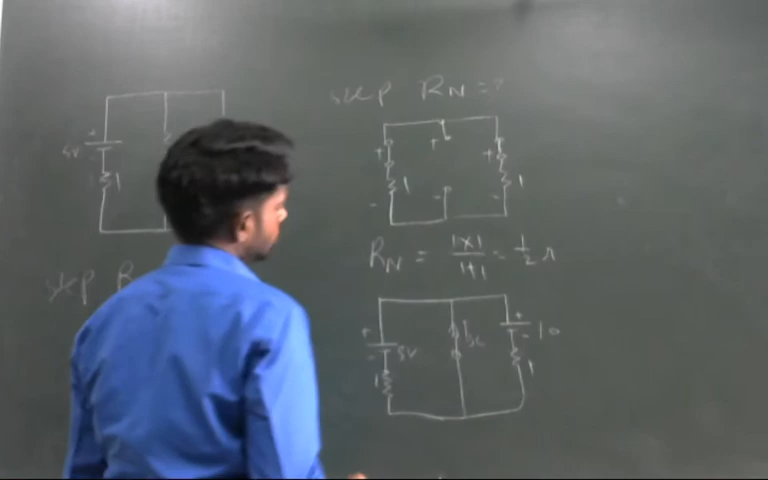 5V
1
step R
step RN = ?
+ + +
1 1
- - -
RN = 1×1/1+1 = 1/2 Ω
+ 5V - 1
Isc
+ - 10
1